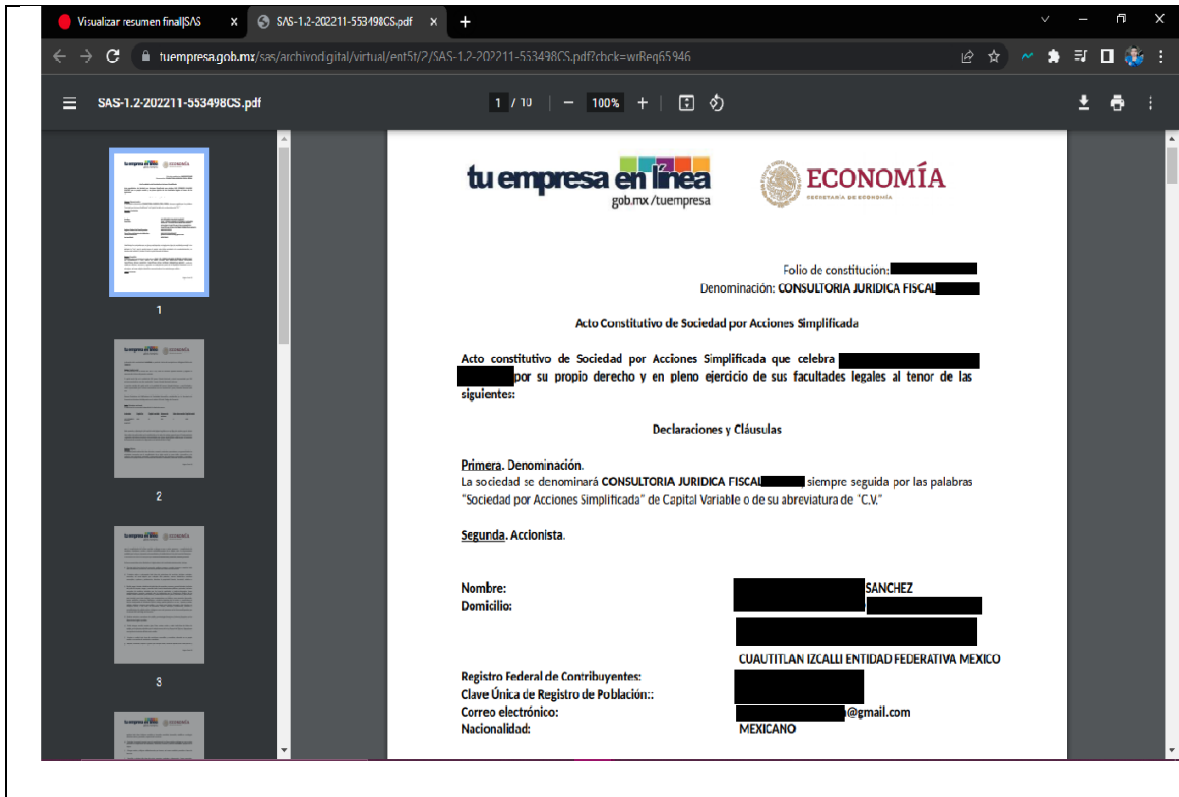 Visualizar resumen final|SAS
SAS-1.2-202211-553498CS.pdf
tuempresa.gob.mx/sas/archivodigital/virtual/ent5f/2/SAS-1.2-202211-553498CS.pdf?cbck=wrReq65946
SAS-1.2-202211-553498CS.pdf
1 / 10
100%
tu empresa en línea
gob.mx/tuempresa
ECONOMÍA
SECRETARÍA DE ECONOMÍA
Folio de constitución:
Denominación: CONSULTORIA JURIDICA FISCAL
Acto Constitutivo de Sociedad por Acciones Simplificada
Acto constitutivo de Sociedad por Acciones Simplificada que celebra
por su propio derecho y en pleno ejercicio de sus facultades legales al tenor de las
siguientes:
Declaraciones y Cláusulas
Primera. Denominación.
La sociedad se denominará CONSULTORIA JURIDICA FISCAL siempre seguida por las palabras
"Sociedad por Acciones Simplificada" de Capital Variable o de su abreviatura de "C.V."
Segunda. Accionista.
Nombre: SANCHEZ
Domicilio:
CUAUTITLAN IZCALLI ENTIDAD FEDERATIVA MEXICO
Registro Federal de Contribuyentes:
Clave Única de Registro de Población::
Correo electrónico: @gmail.com
Nacionalidad: MEXICANO
1
2
3